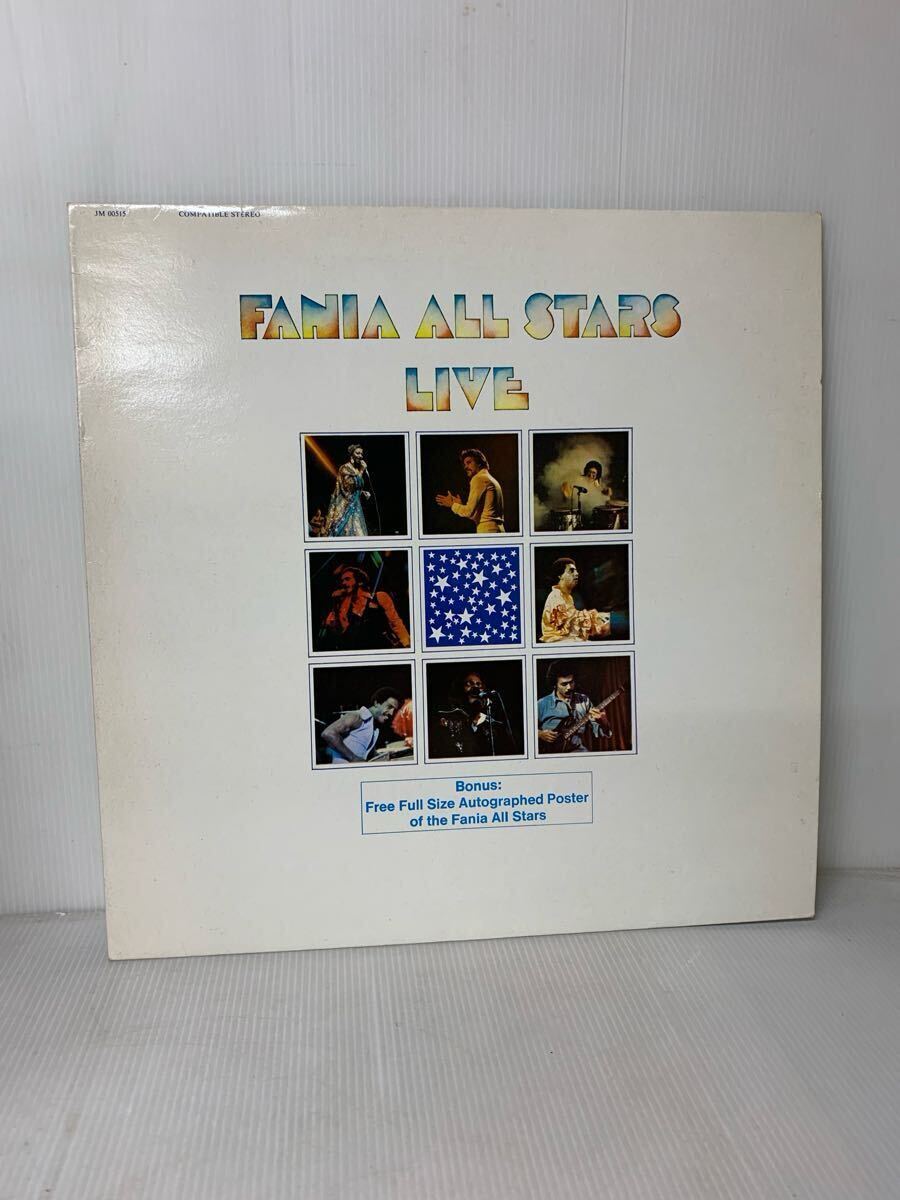 JM 00515 COMPATIBLE STEREO
FANIA ALL STARS
LIVE
Bonus:
Free Full Size Autographed Poster
of the Fania All Stars